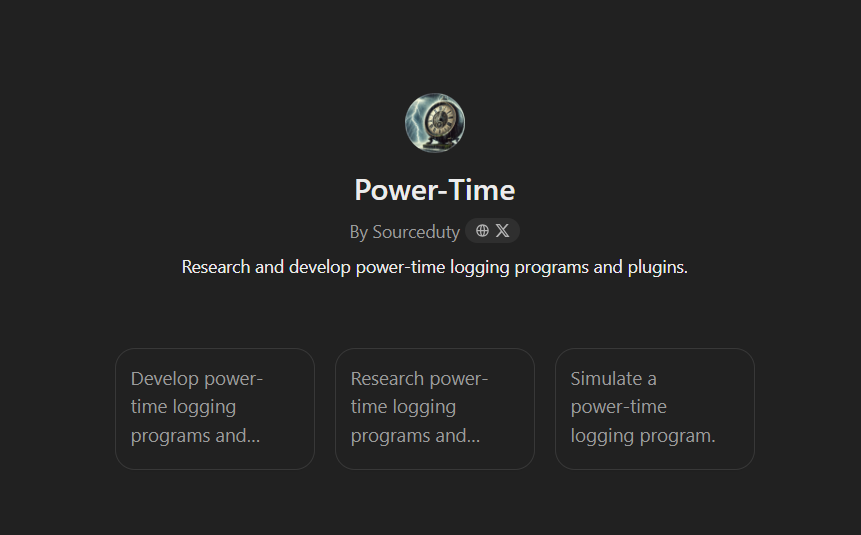 Power-Time
By Sourceduty
Research and develop power-time logging programs and plugins.
Develop power-
time logging
programs and...
Research power-
time logging
programs and...
Simulate a
power-time
logging program.